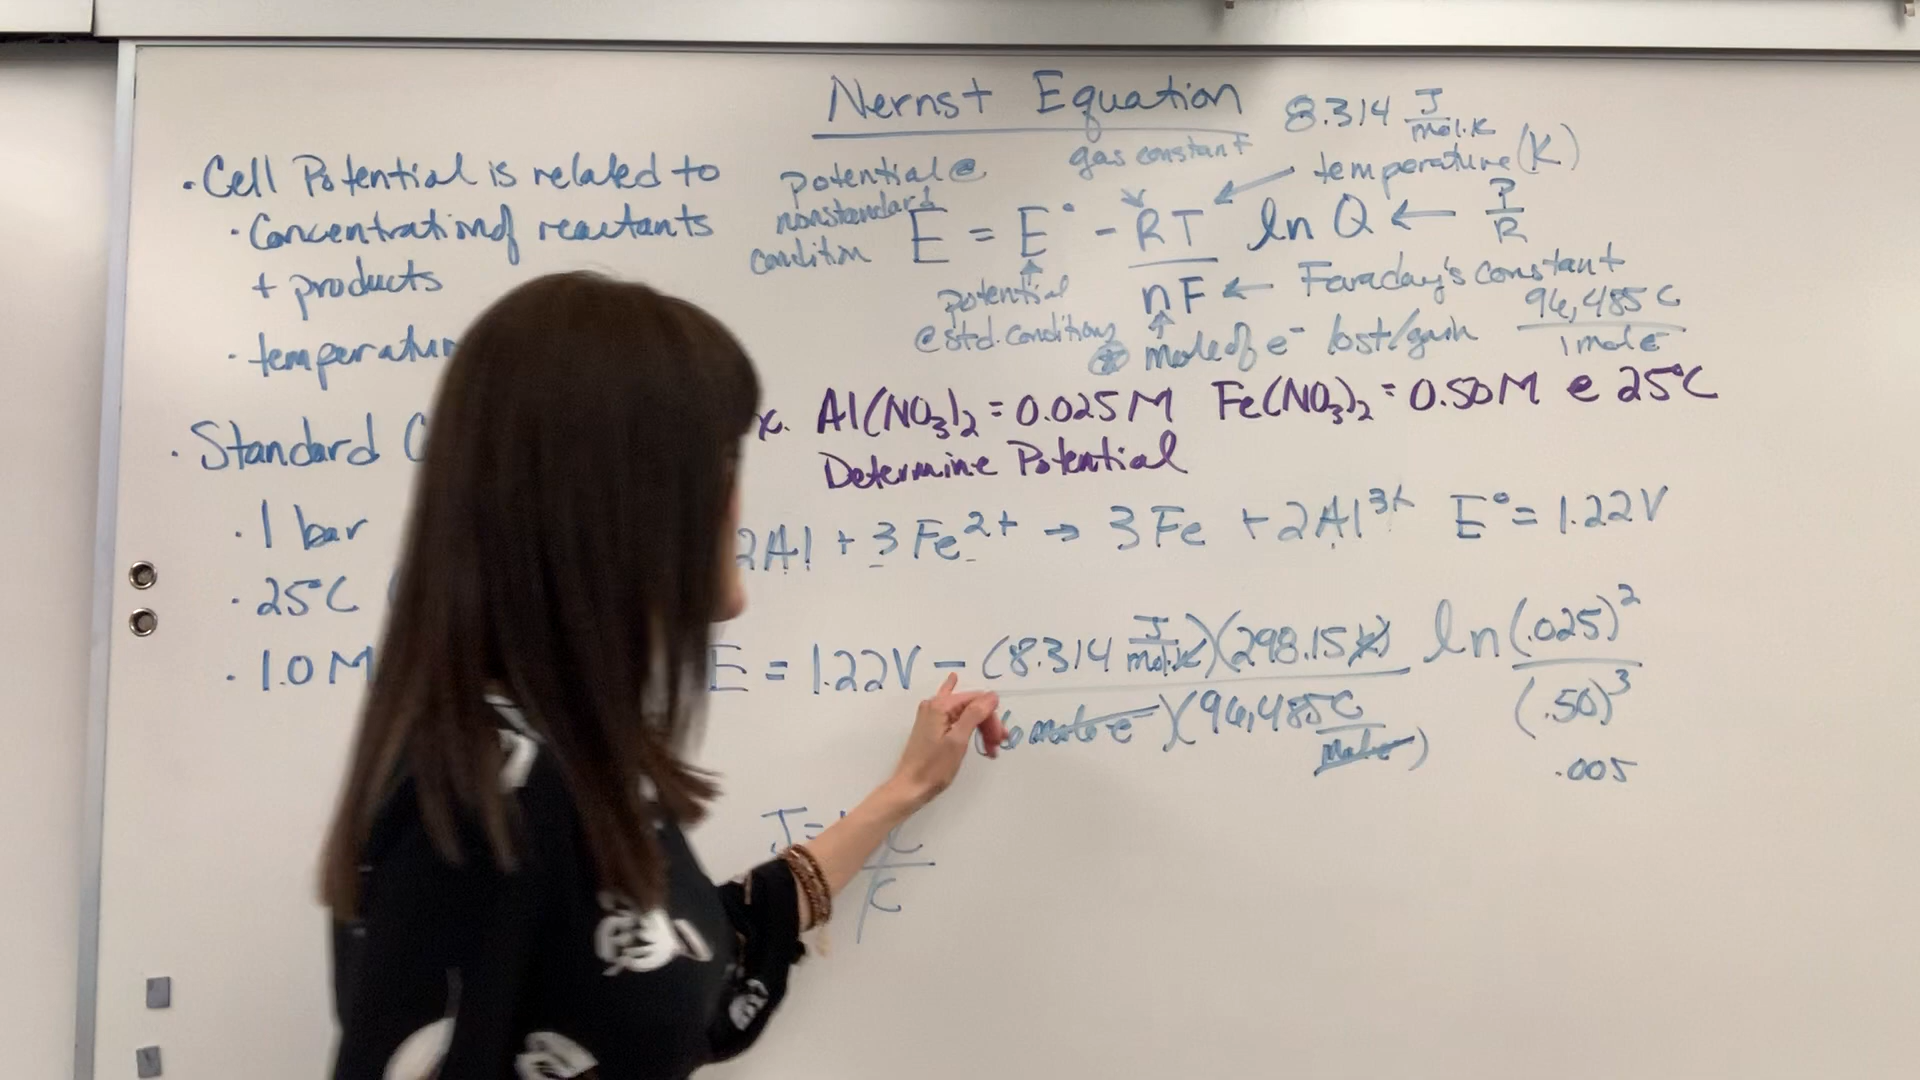 Nernst Equation
8.314 J/mol·K
· Cell Potential is related to
· Concentration of reactants
+ products
· temperatur
· Standard C
· 1 bar
· 25°C
· 1.0 M
gas constant
temperature (K)
potential @
nonstandard
condition
E = E° - RT/nF ln Q ← P/R
potential
@ std. conditions
← Faraday's constant
96,485 C / 1 mol e⁻
mole of e⁻ lost/gain
x. Al(NO₃)₂ = 0.025 M Fe(NO₃)₂ = 0.50 M @ 25°C
Determine Potential
2Al + 3Fe²⁺ → 3Fe + 2Al³⁺ E° = 1.22V
E = 1.22V - (8.314 J/mol·K)(298.15 K) / (6 mole e⁻)(96,485 C/mol e⁻) ln (.025)² / (.50)³
.005
J =
C
C